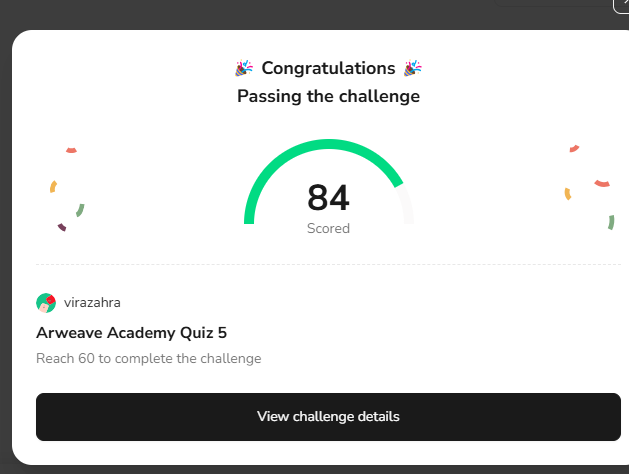 🎉 Congratulations 🎉
Passing the challenge
84
Scored
virazahra
Arweave Academy Quiz 5
Reach 60 to complete the challenge
View challenge details